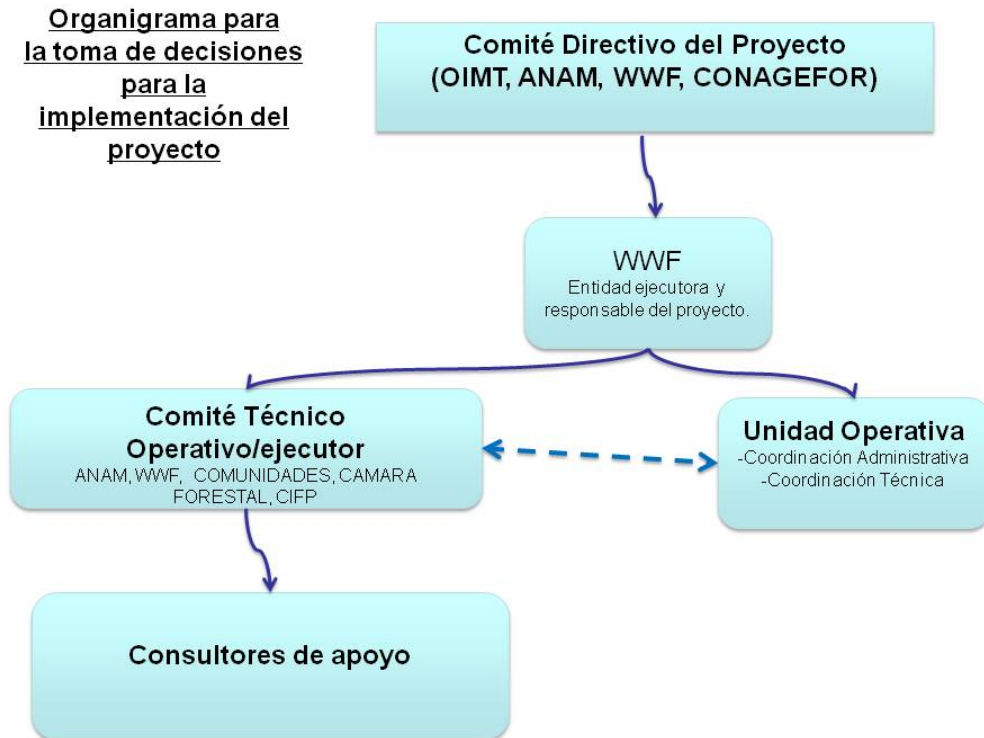 Organigrama para
la toma de decisiones
para la
implementación del
proyecto
Comité Directivo del Proyecto
(OIMT, ANAM, WWF, CONAGEFOR)
WWF
Entidad ejecutora y
responsable del proyecto.
Comité Técnico
Operativo/ejecutor
ANAM, WWF, COMUNIDADES, CAMARA
FORESTAL, CIFP
Unidad Operativa
-Coordinación Administrativa
-Coordinación Técnica
Consultores de apoyo